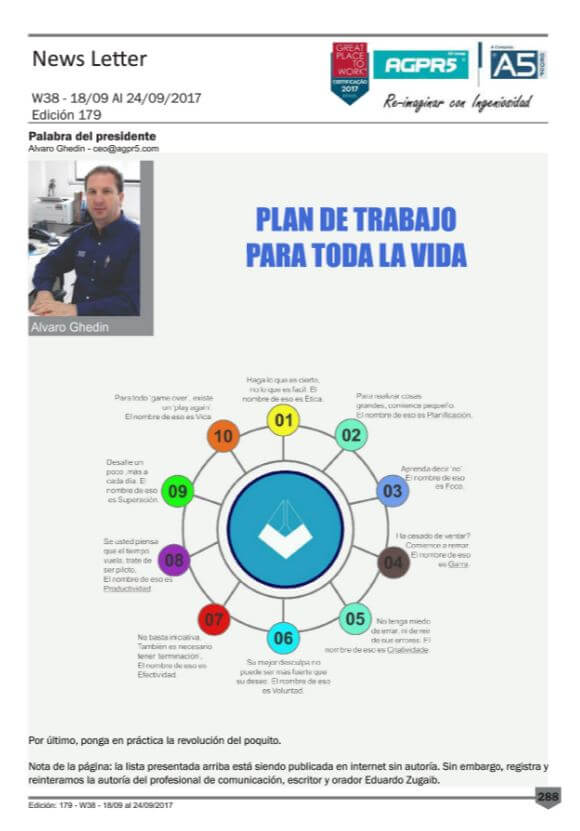 News Letter
GREAT
PLACE
TO
WORK
CERTIFICAÇÃO
2017
AGPR5
A5
Re-imaginar con Ingeniosidad
W38 - 18/09 Al 24/09/2017
Edición 179
Palabra del presidente
Alvaro Ghedin - ceo@agpr5.com
PLAN DE TRABAJO
PARA TODA LA VIDA
Alvaro Ghedin
Haga lo que es cierto,
no lo que es fácil. El
nombre de eso es Ética.
01
Para realizar cosas
grandes, comience pequeño.
El nombre de eso es Planificación.
02
Aprenda decir 'no'.
El nombre de eso
es Foco.
03
Ha cesado de ventar?
Comience a remar.
El nombre de eso
es Garra.
04
No tenga miedo
de errar, ni de reír
de sus errores. El
nombre de eso es Criatividade.
05
Su mejor desculpa no
puede ser más fuerte que
su deseo. El nombre de eso
es Voluntad.
06
No basta iniciativa.
También es necesario
tener 'terminación'.
El nombre de eso es
Efectividad.
07
Se usted piensa
que el tiempo
vuela, trate de
ser piloto.
El nombre de eso es
Productividad
08
Desafíe un
poco más a
cada día. El
nombre de eso
es Superación.
09
Para todo 'game over', existe
un 'play again'.
El nombre de eso es Vida.
10
Por último, ponga en práctica la revolución del poquito.
Nota de la página: la lista presentada arriba está siendo publicada en internet sin autoría. Sin embargo, registra y
reinteramos la autoría del profesional de comunicación, escritor y orador Eduardo Zugaib.
288
Edición: 179 - W38 - 18/09 al 24/09/2017